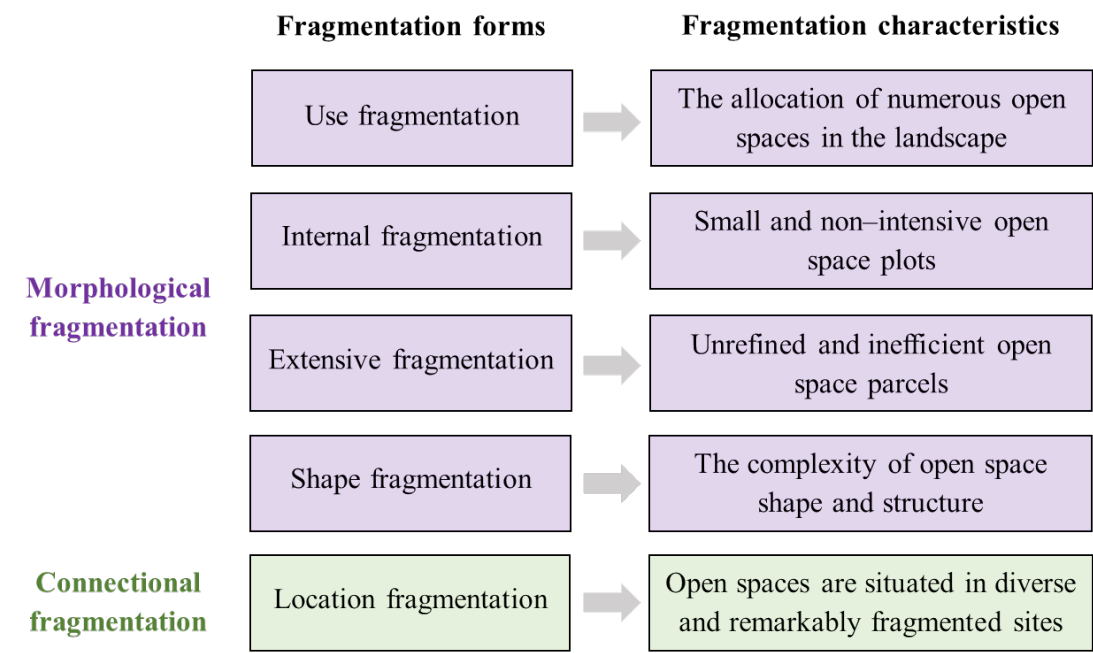 Fragmentation forms
Fragmentation characteristics
Morphological
fragmentation
Use fragmentation
The allocation of numerous open
spaces in the landscape
Internal fragmentation
Small and non–intensive open
space plots
Extensive fragmentation
Unrefined and inefficient open
space parcels
Shape fragmentation
The complexity of open space
shape and structure
Connectional
fragmentation
Location fragmentation
Open spaces are situated in diverse
and remarkably fragmented sites